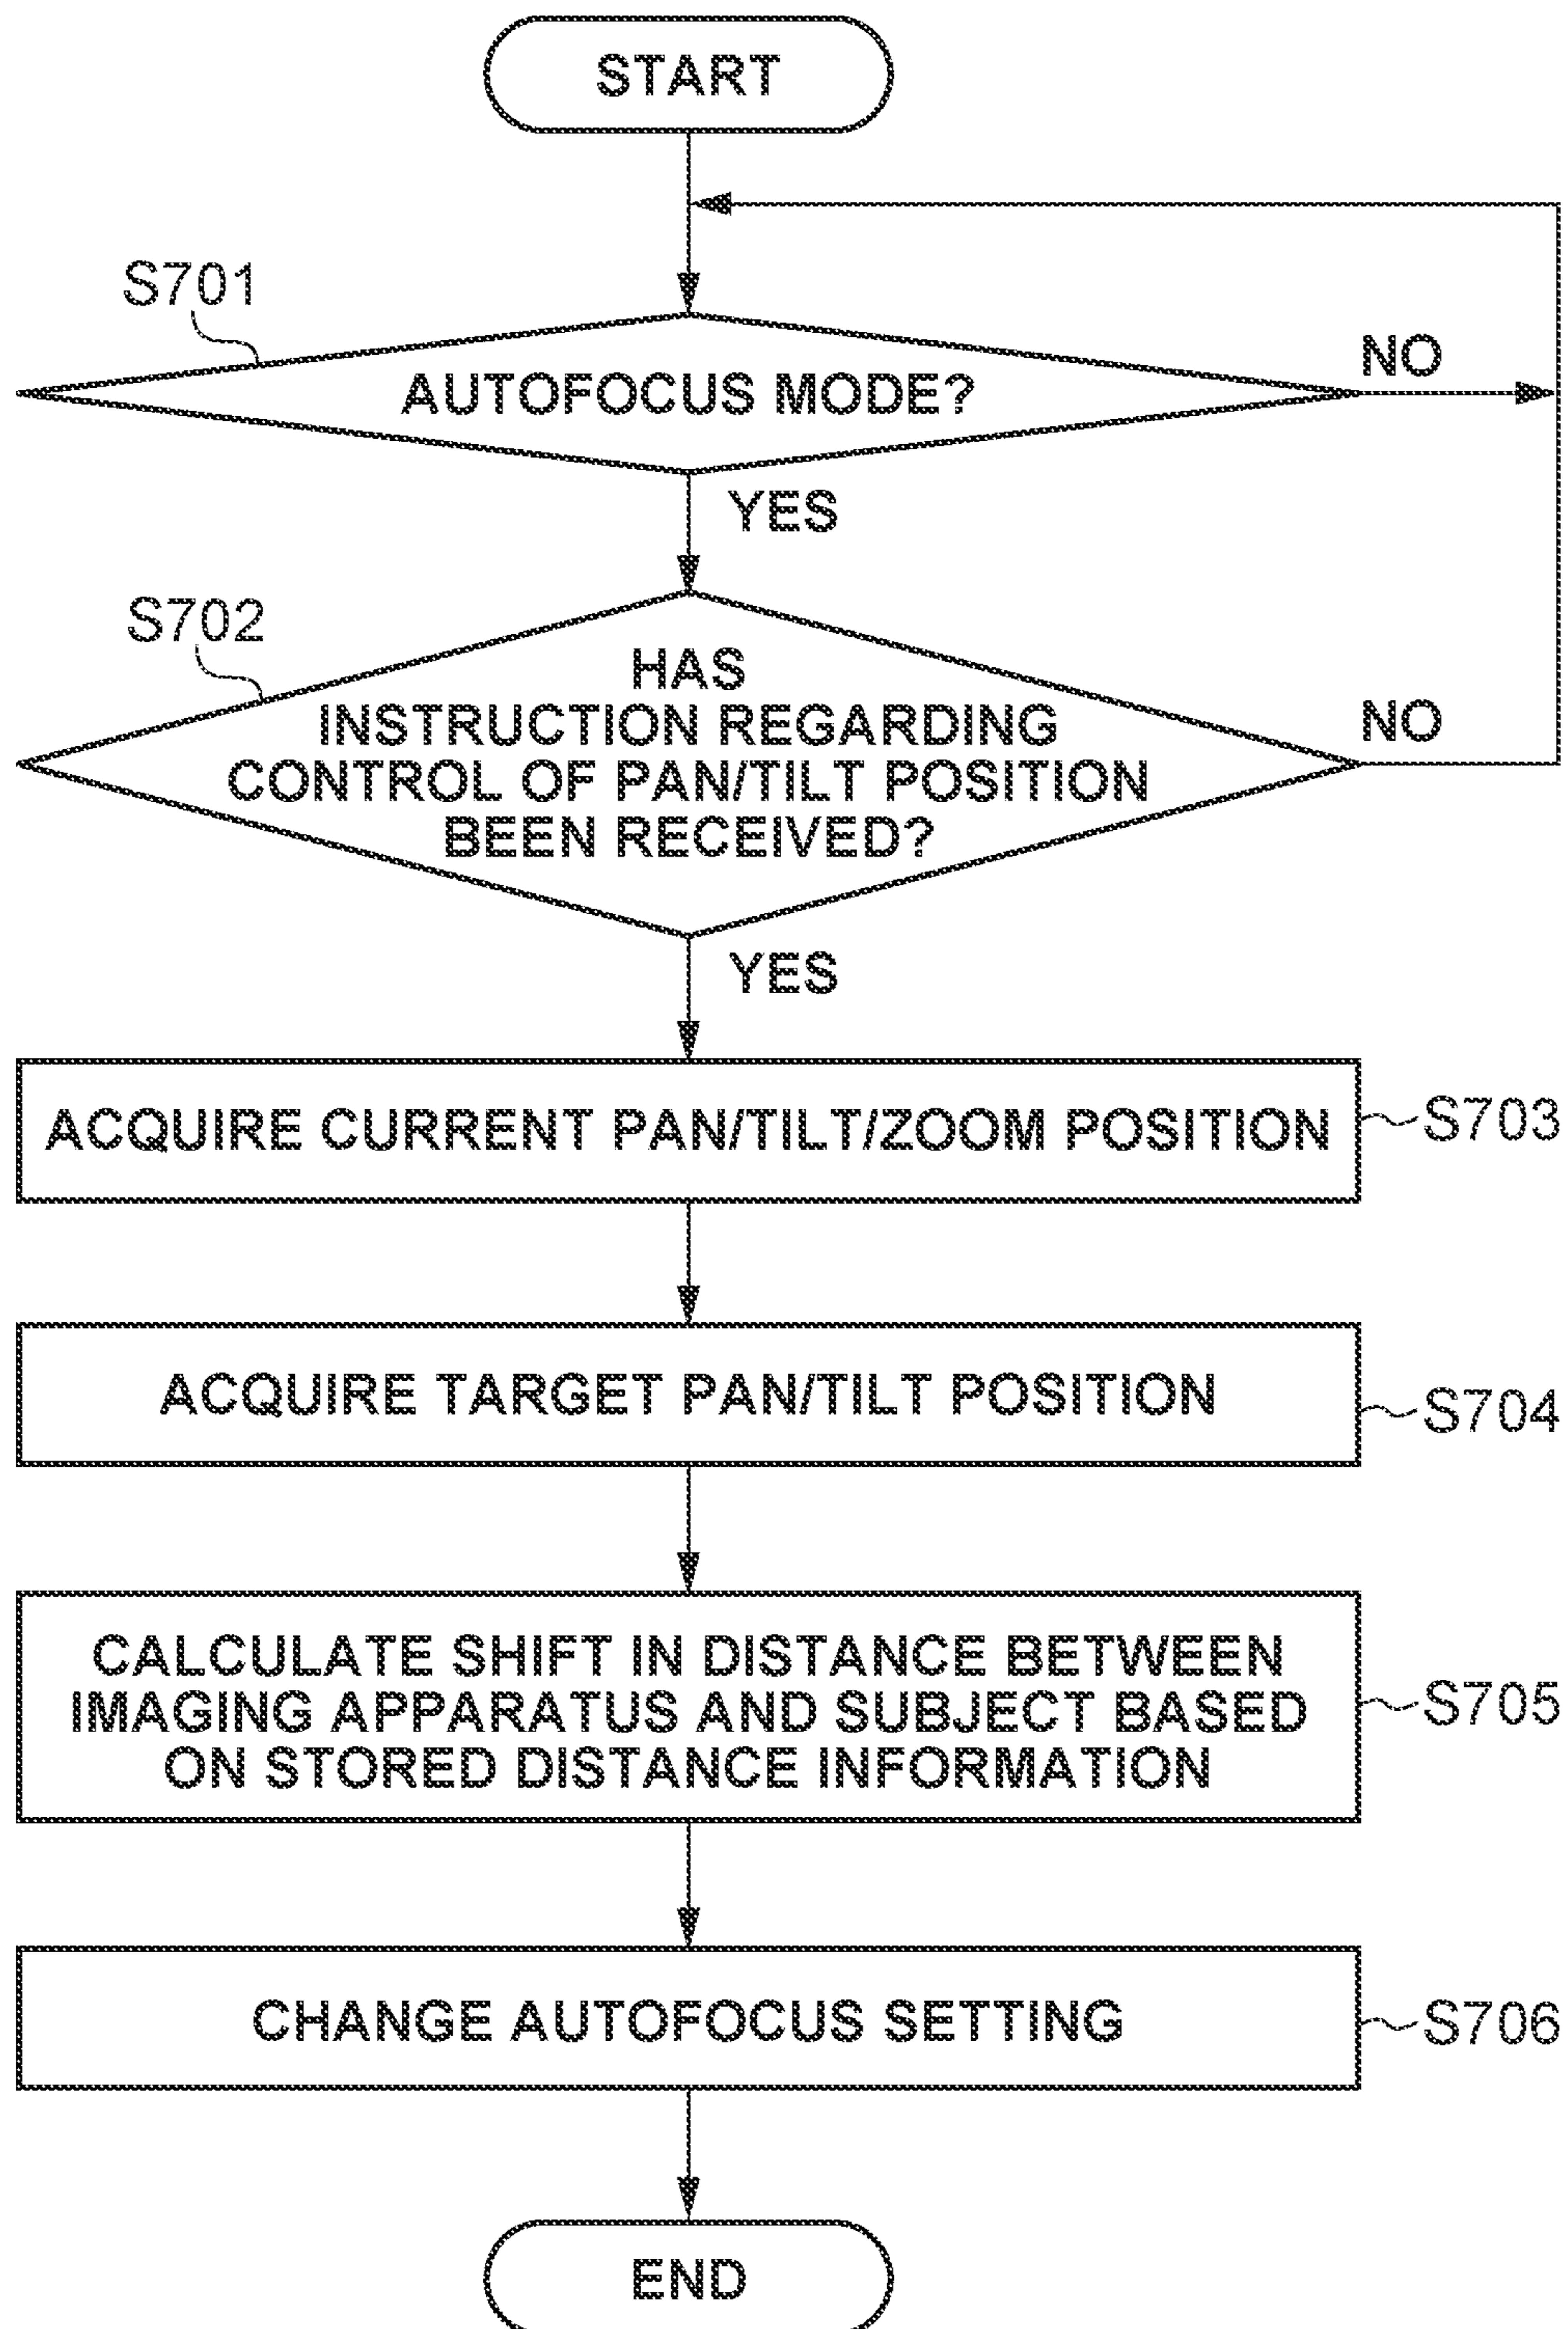 START
S701
AUTOFOCUS MODE?
NO
YES
S702
HAS
INSTRUCTION REGARDING
CONTROL OF PAN/TILT POSITION
BEEN RECEIVED?
NO
YES
ACQUIRE CURRENT PAN/TILT/ZOOM POSITION
S703
ACQUIRE TARGET PAN/TILT POSITION
S704
CALCULATE SHIFT IN DISTANCE BETWEEN
IMAGING APPARATUS AND SUBJECT BASED
ON STORED DISTANCE INFORMATION
S705
CHANGE AUTOFOCUS SETTING
S706
END